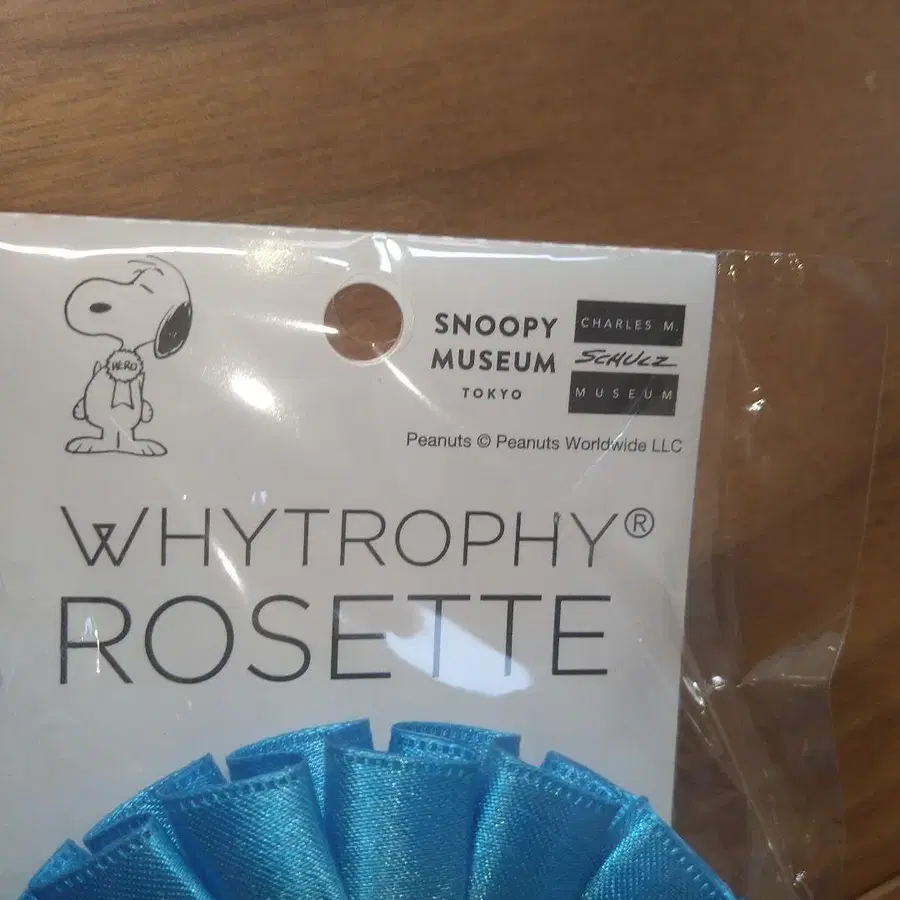 HERO
SNOOPY
MUSEUM
TOKYO
CHARLES M.
SCHULZ
MUSEUM
Peanuts © Peanuts Worldwide LLC
WHYTROPHY®
ROSETTE